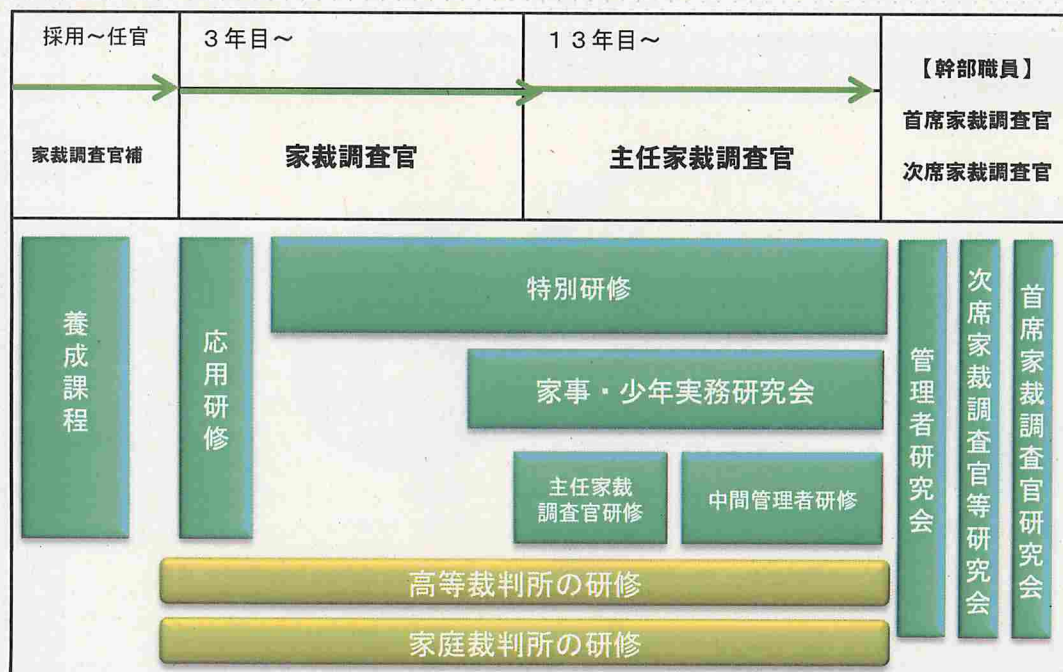 採用～任官
３年目～
１３年目～
【幹部職員】
首席家裁調査官
次席家裁調査官
家裁調査官補
家裁調査官
主任家裁調査官
養成課程
応用研修
特別研修
家事・少年実務研究会
主任家裁
調査官研修
中間管理者研修
管理者研究会
次席家裁調査官等研究会
首席家裁調査官研究会
高等裁判所の研修
家庭裁判所の研修